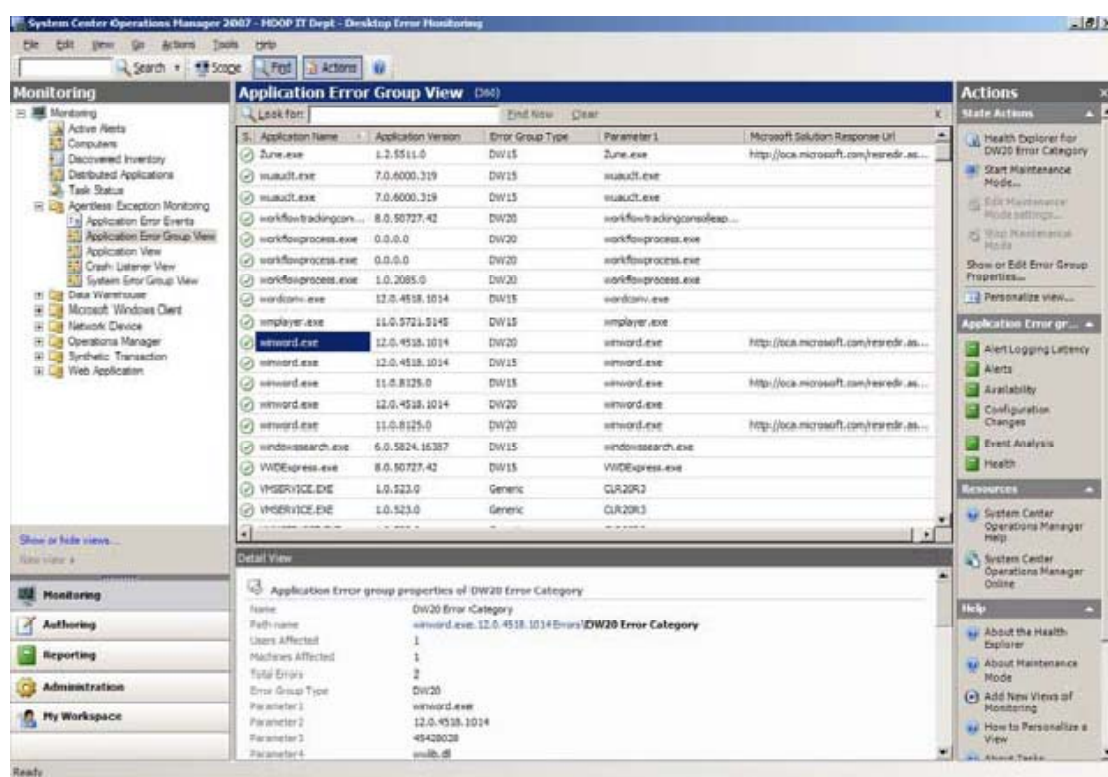 System Center Operations Manager 2007 - MDOP IT Dept - Desktop Error Monitoring
File Edit View Go Actions Tools Help
Search Scope Find Actions
Monitoring
Monitoring
Active Alerts
Computers
Discovered Inventory
Distributed Applications
Task Status
Agentless Exception Monitoring
Application Error Events
Application Error Group View
Application View
Crash Listener View
System Error Group View
Data Warehouse
Microsoft Windows Client
Network Device
Operations Manager
Synthetic Transaction
Web Application
Show or hide views...
New view
Monitoring
Authoring
Reporting
Administration
My Workspace
Application Error Group View (360)
Look for: Find Now Clear x
S. Application Name Application Version Error Group Type Parameter 1 Microsoft Solution Response Url
Zune.exe 1.2.5511.0 DW15 Zune.exe http://oca.microsoft.com/resredir.as...
wuauclt.exe 7.0.6000.319 DW15 wuauclt.exe
wuauclt.exe 7.0.6000.319 DW15 wuauclt.exe
workflowtrackingcon... 8.0.50727.42 DW20 workflowtrackingconsoleap...
workflowprocess.exe 0.0.0.0 DW20 workflowprocess.exe
workflowprocess.exe 0.0.0.0 DW20 workflowprocess.exe
workflowprocess.exe 1.0.2085.0 DW20 workflowprocess.exe
wordconv.exe 12.0.4518.1014 DW15 wordconv.exe
wmplayer.exe 11.0.5721.5145 DW15 wmplayer.exe
winword.exe 12.0.4518.1014 DW20 winword.exe http://oca.microsoft.com/resredir.as...
winword.exe 12.0.4518.1014 DW15 winword.exe
winword.exe 11.0.8125.0 DW15 winword.exe http://oca.microsoft.com/resredir.as...
winword.exe 12.0.4518.1014 DW20 winword.exe
winword.exe 11.0.8125.0 DW20 winword.exe http://oca.microsoft.com/resredir.as...
windowssearch.exe 6.0.5824.16387 DW15 windowssearch.exe
VWDExpress.exe 8.0.50727.42 DW15 VWDExpress.exe
VMSERVICE.EXE 1.0.523.0 Generic CLR20R3
VMSERVICE.EXE 1.0.523.0 Generic CLR20R3
Detail View
Application Error group properties of DW20 Error Category
Name DW20 Error Category
Path name winword.exe.12.0.4518.1014 Errors\DW20 Error Category
Users Affected 1
Machines Affected 1
Total Errors 2
Error Group Type DW20
Parameter1 winword.exe
Parameter2 12.0.4518.1014
Parameter3 45428028
Parameter4 wwlib.dll
Actions x
State Actions
Health Explorer for DW20 Error Category
Start Maintenance Mode...
Edit Maintenance Mode settings...
Stop Maintenance Mode
Show or Edit Error Group Properties...
Personalize view...
Application Error gr...
Alert Logging Latency
Alerts
Availability
Configuration Changes
Event Analysis
Health
Resources
System Center Operations Manager Help
System Center Operations Manager Online
Help
About the Health Explorer
About Maintenance Mode
Add New Views of Monitoring
How to Personalize a View
About Tasks
Ready